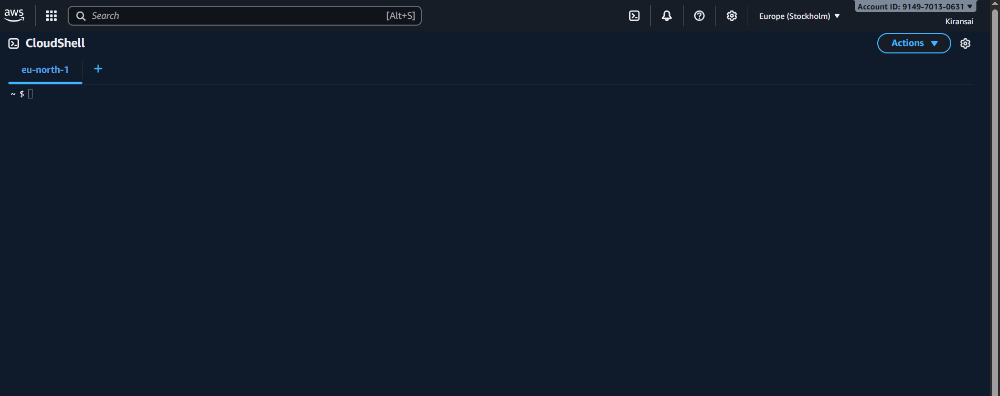 aws
Search [Alt+S]
Europe (Stockholm) ▼
Account ID: 9149-7013-0631 ▼
Kiransai
CloudShell
Actions ▼
eu-north-1 +
~ $